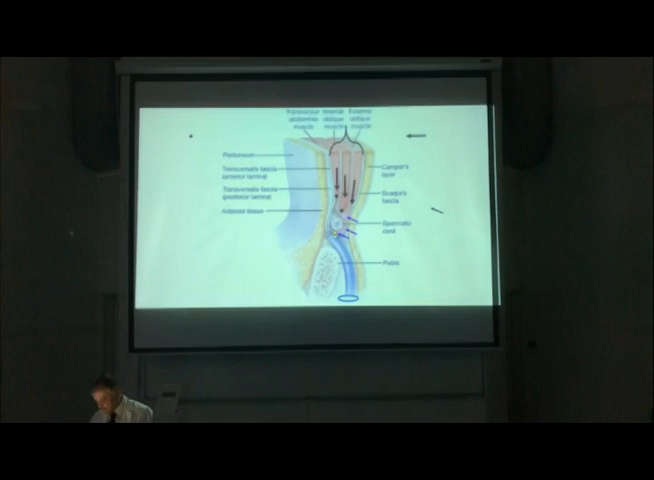 Transversus Internal External
abdominis oblique oblique
muscle muscle muscle
Peritoneum
Transversalis fascia
(anterior lamina)
Transversalis fascia
(posterior lamina)
Adipose tissue
Camper's
layer
Scarpa's
fascia
Spermatic
cord
Pubis